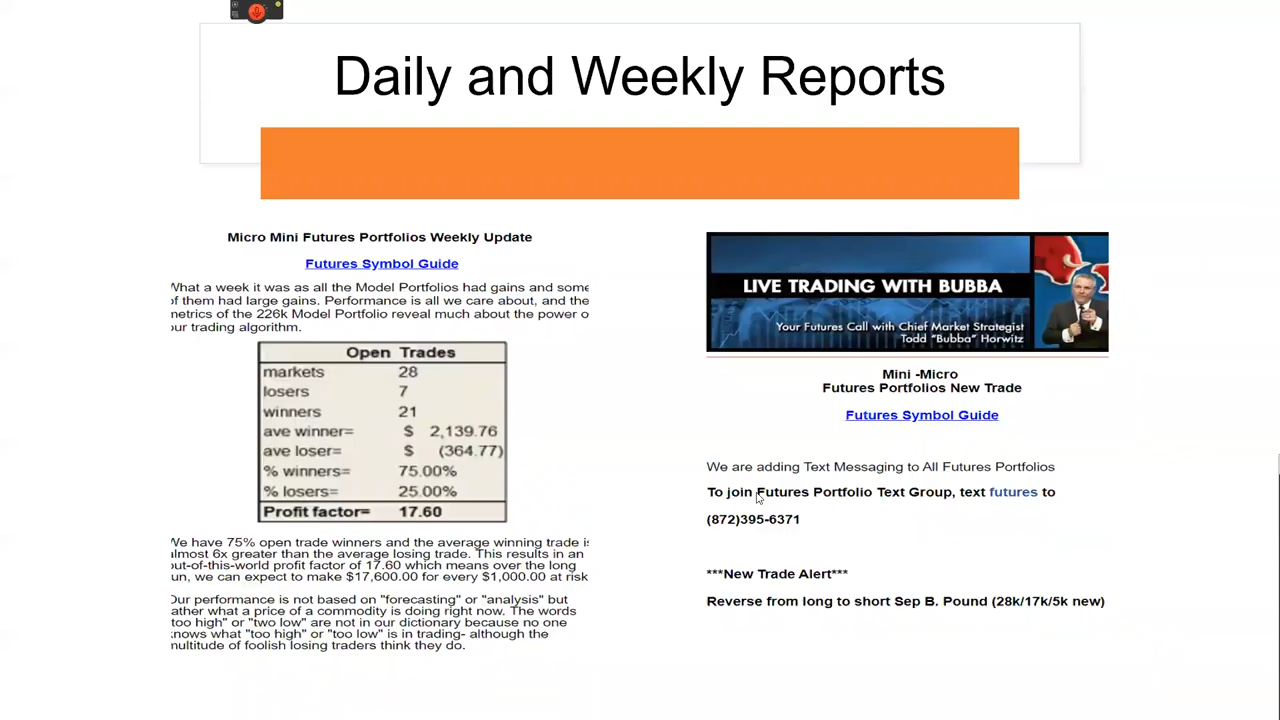 Daily and Weekly Reports
Micro Mini Futures Portfolios Weekly Update
Futures Symbol Guide
What a week it was as all the Model Portfolios had gains and some
of them had large gains. Performance is all we care about, and the
metrics of the 226k Model Portfolio reveal much about the power o
our trading algorithm.
Open Trades
markets 28
losers 7
winners 21
ave winner= $ 2,139.76
ave loser= $ (364.77)
% winners= 75.00%
% losers= 25.00%
Profit factor= 17.60
We have 75% open trade winners and the average winning trade is
almost 6x greater than the average losing trade. This results in an
out-of-this-world profit factor of 17.60 which means over the long
run, we can expect to make $17,600.00 for every $1,000.00 at risk
Our performance is not based on "forecasting" or "analysis" but
rather what a price of a commodity is doing right now. The words
"too high" or "two low" are not in our dictionary because no one
knows what "too high" or "too low" is in trading- although the
multitude of foolish losing traders think they do.
LIVE TRADING WITH BUBBA
Your Futures Call with Chief Market Strategist
Todd "Bubba" Horwitz
Mini -Micro
Futures Portfolios New Trade
Futures Symbol Guide
We are adding Text Messaging to All Futures Portfolios
To join Futures Portfolio Text Group, text futures to
(872)395-6371
***New Trade Alert***
Reverse from long to short Sep B. Pound (28k/17k/5k new)